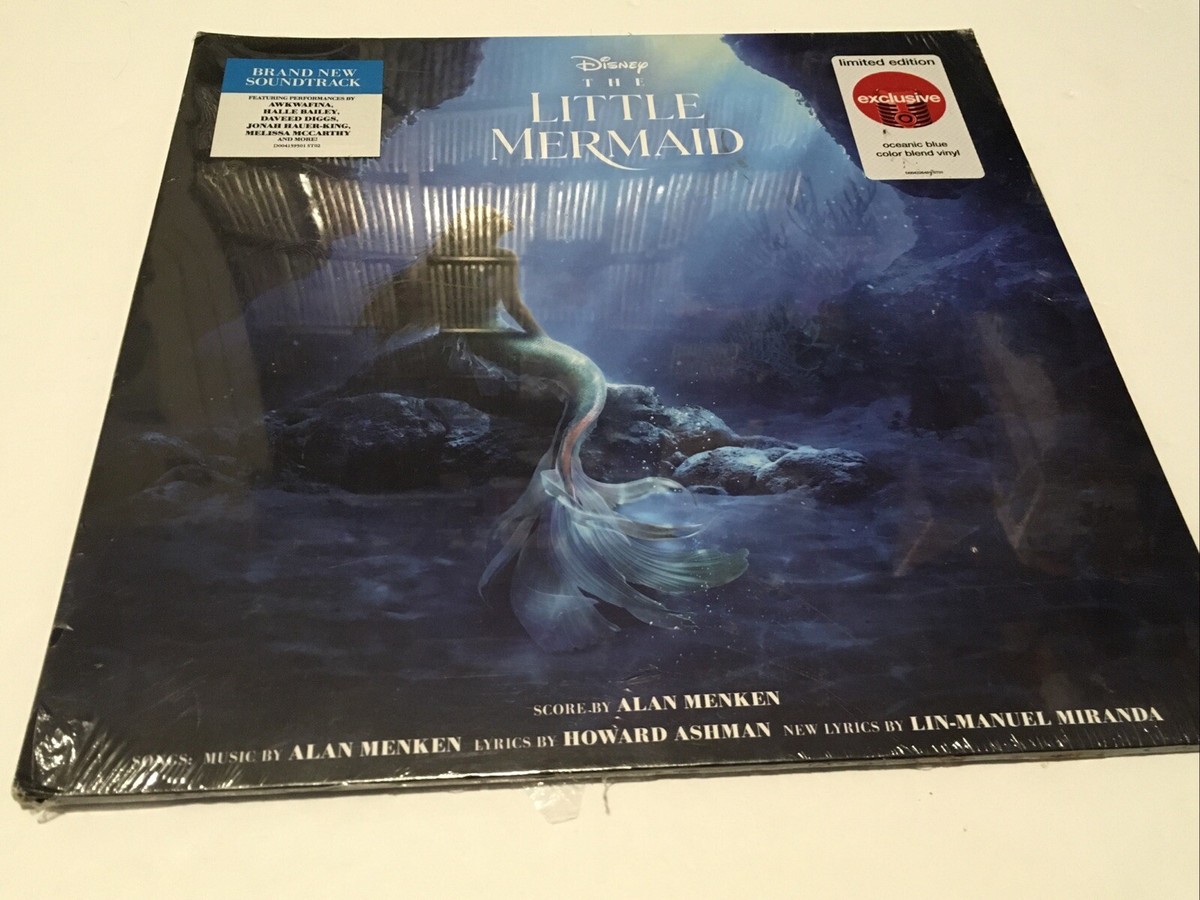 BRAND NEW
SOUNDTRACK
FEATURING PERFORMANCES BY
AWKWAFINA,
HALLE BAILEY,
DAVEED DIGGS,
JONAH HAUER-KING,
MELISSA MCCARTHY
AND MORE!
Disney
THE
LITTLE
MERMAID
limited edition
exclusive
oceanic blue
color blend vinyl
SCORE BY ALAN MENKEN
SONGS: MUSIC BY ALAN MENKEN LYRICS BY HOWARD ASHMAN NEW LYRICS BY LIN-MANUEL MIRANDA